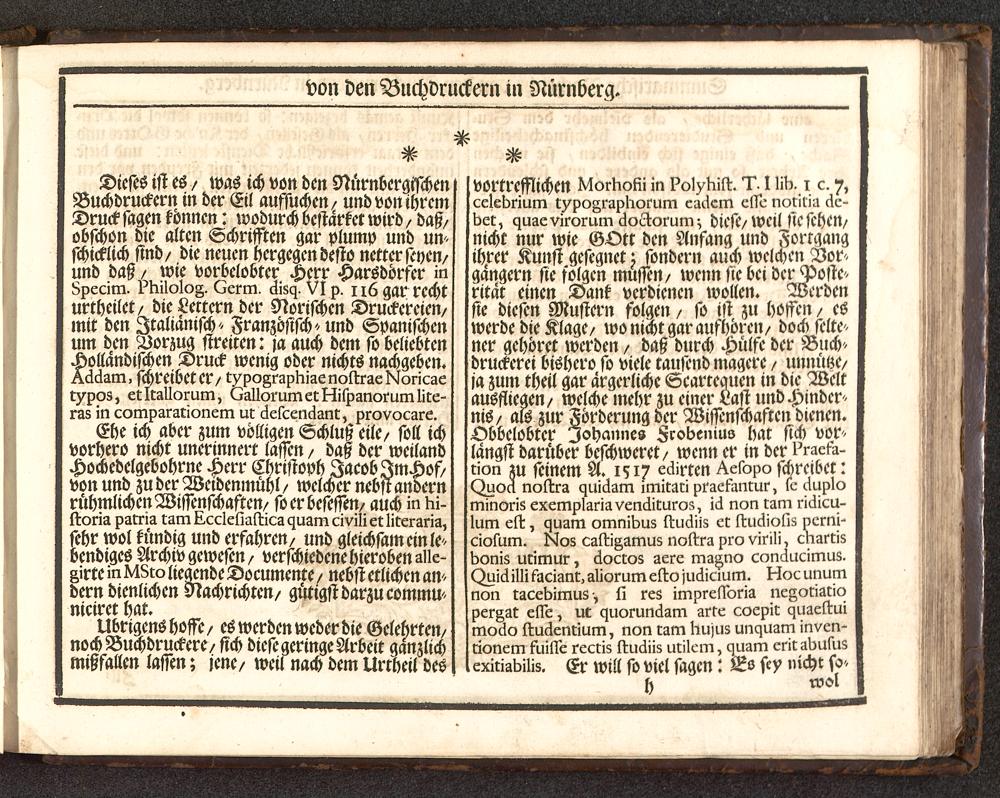 von den Buchdruckern in Nürnberg.
* * *
Dieses ist es / was ich von den Nürnbergischen
Buchdruckern in der Eil aufsuchen / und von ihrem
Druck sagen können: wodurch bestärket wird / daß /
obschon die alten Schrifften gar plump und un-
schicklich sind / die neuen hergegen desto netter seyen /
und daß / wie vorbelobter Herr Harsdörfer in
Specim. Philolog. Germ. disq. VI p. 116 gar recht
urtheilet / die Lettern der Norischen Druckereien /
mit den Italiänisch- Französisch- und Spanischen
um den Vorzug streiten: ja auch dem so beliebten
Holländischen Druck wenig oder nichts nachgeben.
Addam, schreibet er / typographiae nostrae Noricae
typos, et Itallorum, Gallorum et Hispanorum lite-
ras in comparationem ut descendant, provocare.
Ehe ich aber zum völligen Schluß eile / soll ich
vorhero nicht unerinnert lassen / daß der weiland
Hochedelgebohrne Herr Christoph Jacob Im Hof /
von und zu der Weidenmühl / welcher nebst andern
rühmlichen Wissenschaften / so er besessen / auch in hi-
storia patria tam Ecclesiastica quam civili et literaria,
sehr wol kündig und erfahren / und gleichsam ein le-
bendiges Archiv gewesen / verschiedene hieroben alle-
girte in MSto liegende Documente / nebst etlichen an-
dern dienlichen Nachrichten / gütigst darzu commu-
niciret hat.
Ubrigens hoffe / es werden weder die Gelehrten /
noch Buchdruckere / sich diese geringe Arbeit gänzlich
mißfallen lassen; jene / weil nach dem Urtheil des
vortrefflichen Morhofii in Polyhist. T. I lib. 1 c. 7,
celebrium typographorum eadem esse notitia de-
bet, quae virorum doctorum; diese / weil sie sehen /
nicht nur wie GOtt den Anfang und Fortgang
ihrer Kunst gesegnet; sondern auch welchen Vor-
gängern sie folgen müssen / wenn sie bei der Poste-
rität einen Dank verdienen wollen. Werden
sie diesen Mustern folgen / so ist zu hoffen / es
werde die Klage / wo nicht gar aufhören / doch selte-
ner gehöret werden / daß durch Hülfe der Buch-
druckerei bishero so viele tausend magere / unnütze /
ja zum theil gar ärgerliche Scartequen in die Welt
ausfliegen / welche mehr zu einer Last und Hinder-
nis / als zur Förderung der Wissenschaften dienen.
Obbelobter Johannes Frobenius hat sich vor-
längst darüber beschweret / wenn er in der Praefa-
tion zu seinem A. 1517 edirten Aesopo schreibet:
Quod nostra quidam imitati praefantur, se duplo
minoris exemplaria vendituros, id non tam ridicu-
lum est, quam omnibus studiis et studiosis perni-
ciosum. Nos castigamus nostra pro virili, chartis
bonis utimur, doctos aere magno conducimus.
Quid illi faciant, aliorum esto judicium. Hoc unum
non tacebimus, si res impressoria negotiatio
pergat esse, ut quorundam arte coepit quaestui
modo studentium, non tam hujus unquam inven-
tionem fuisse rectis studiis utilem, quam erit abusus
exitiabilis. Er will so viel sagen: Es sey nicht so-
h wol